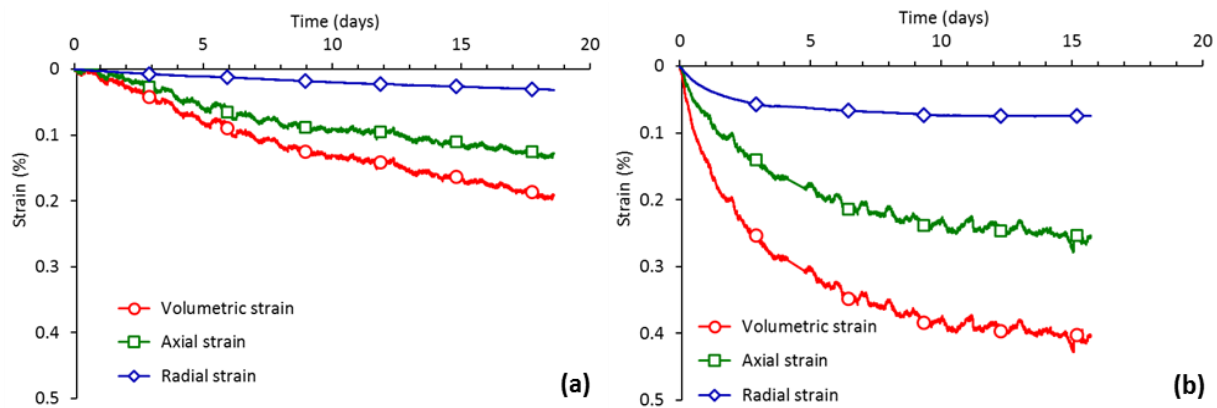 Time (days)
0 5 10 15 20
0
0.1
0.2
0.3
0.4
0.5
Strain (%)
Volumetric strain
Axial strain
Radial strain
(a)
Time (days)
0 5 10 15 20
0
0.1
0.2
0.3
0.4
0.5
Strain (%)
Volumetric strain
Axial strain
Radial strain
(b)